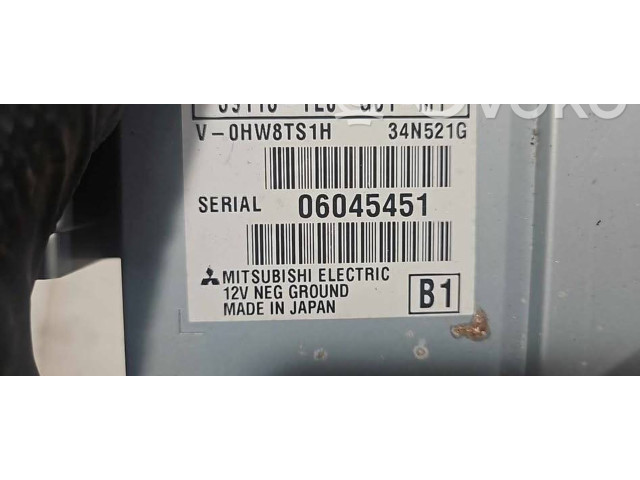 V-0HW8TS1H 34N521G
SERIAL 06045451
MITSUBISHI ELECTRIC
12V NEG GROUND
MADE IN JAPAN
B1